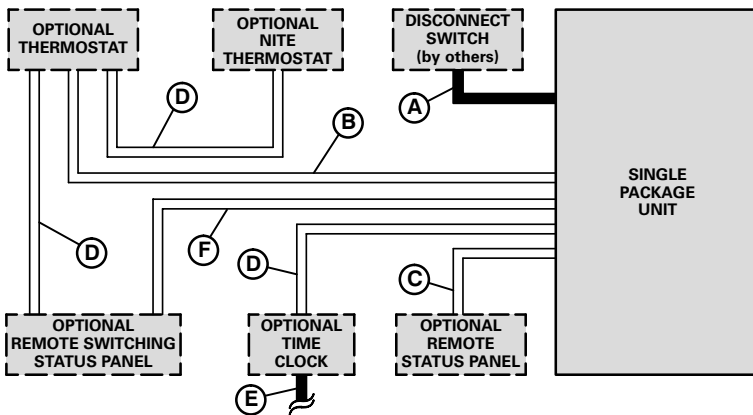 OPTIONAL
THERMOSTAT
OPTIONAL
NITE
THERMOSTAT
DISCONNECT
SWITCH
(by others)
A
D
B
SINGLE
PACKAGE
UNIT
D
F
D
C
OPTIONAL
REMOTE SWITCHING
STATUS PANEL
OPTIONAL
TIME
CLOCK
OPTIONAL
REMOTE
STATUS PANEL
E